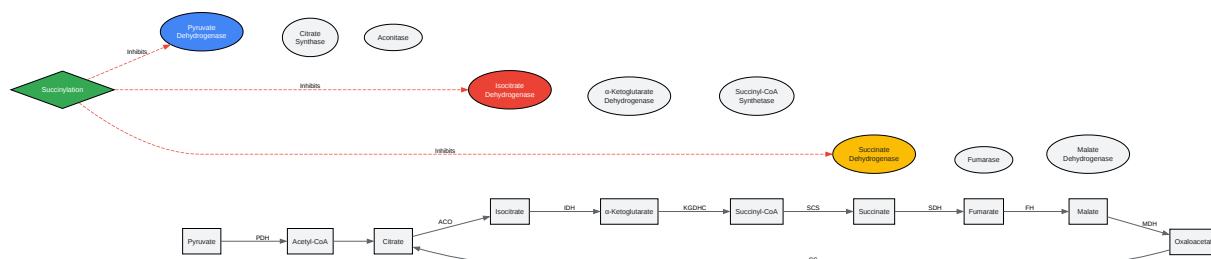 Pyruvate
Dehydrogenase
Citrate
Synthase
Aconitase
Inhibits
Succinylation
Inhibits
Isocitrate
Dehydrogenase
α-Ketoglutarate
Dehydrogenase
Succinyl-CoA
Synthetase
Inhibits
Succinate
Dehydrogenase
Fumarase
Malate
Dehydrogenase
Isocitrate
IDH
α-Ketoglutarate
KGDHC
Succinyl-CoA
SCS
Succinate
SDH
Fumarate
FH
Malate
ACO
MDH
Pyruvate
PDH
Acetyl-CoA
Citrate